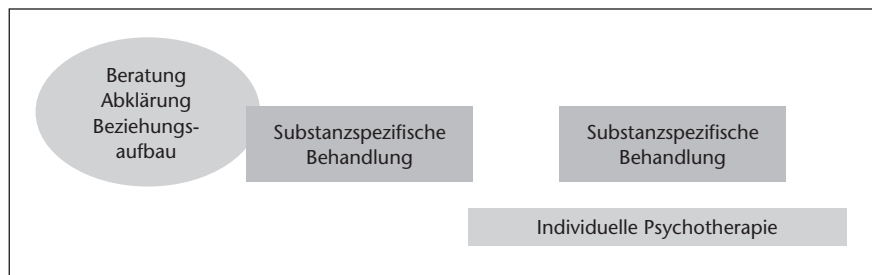 Beratung
Abklärung
Beziehungs-
aufbau
Substanzspezifische
Behandlung
Substanzspezifische
Behandlung
Individuelle Psychotherapie